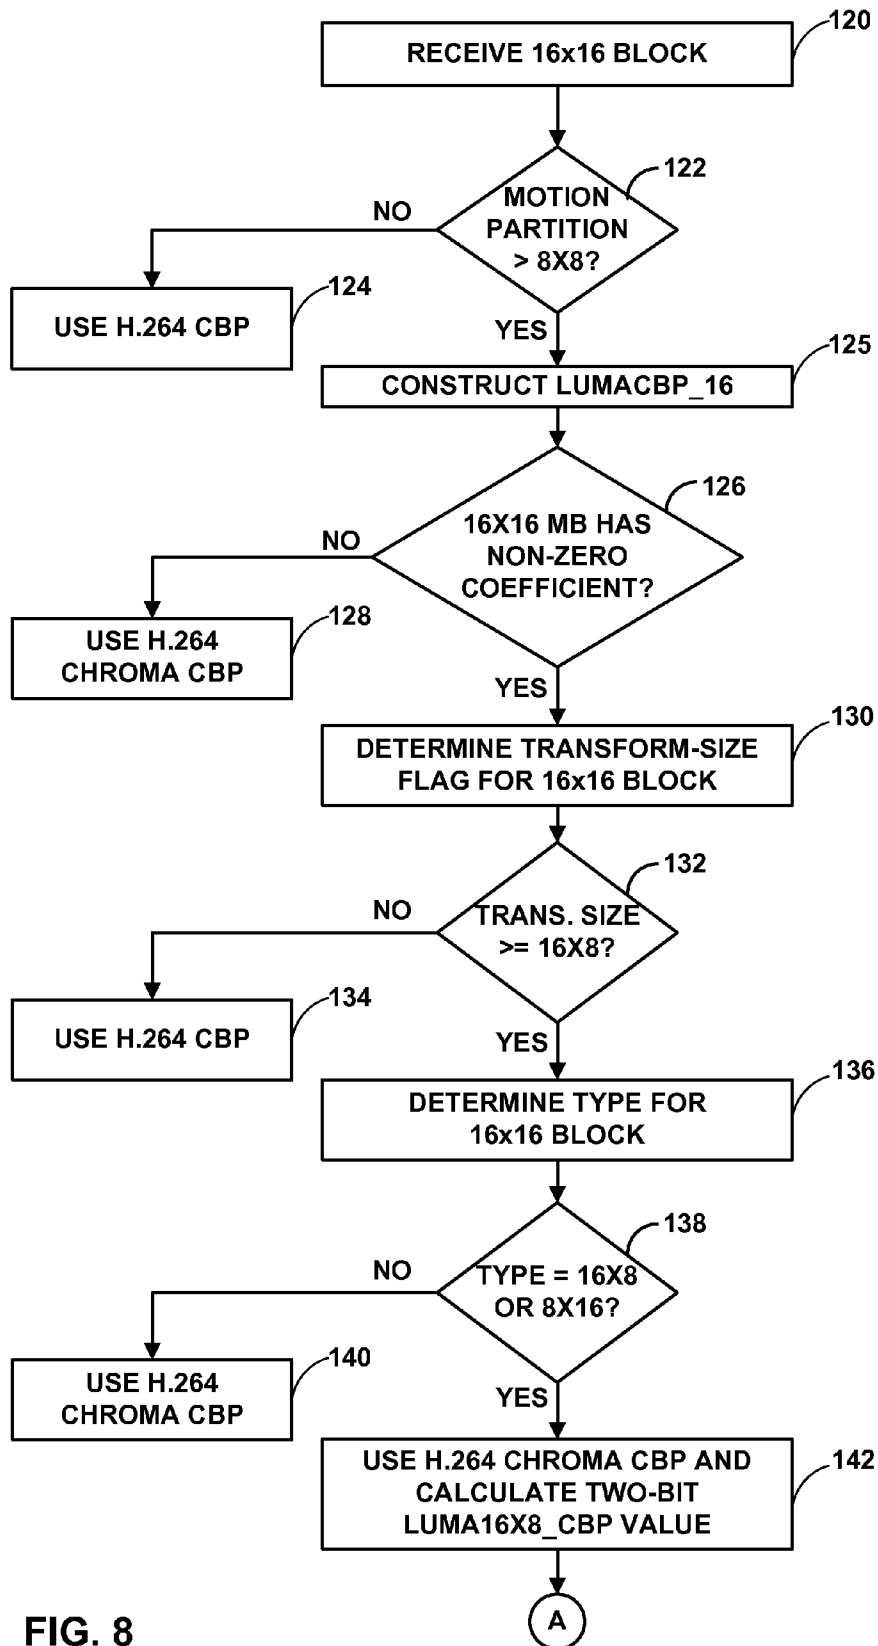 120
RECEIVE 16x16 BLOCK
122
MOTION
PARTITION
> 8X8?
NO
124
USE H.264 CBP
YES
125
CONSTRUCT LUMACBP_16
126
16X16 MB HAS
NON-ZERO
COEFFICIENT?
NO
128
USE H.264
CHROMA CBP
YES
130
DETERMINE TRANSFORM-SIZE
FLAG FOR 16x16 BLOCK
132
TRANS. SIZE
>= 16X8?
NO
134
USE H.264 CBP
YES
136
DETERMINE TYPE FOR
16x16 BLOCK
138
TYPE = 16X8
OR 8X16?
NO
140
USE H.264
CHROMA CBP
YES
142
USE H.264 CHROMA CBP AND
CALCULATE TWO-BIT
LUMA16X8_CBP VALUE
A
FIG. 8